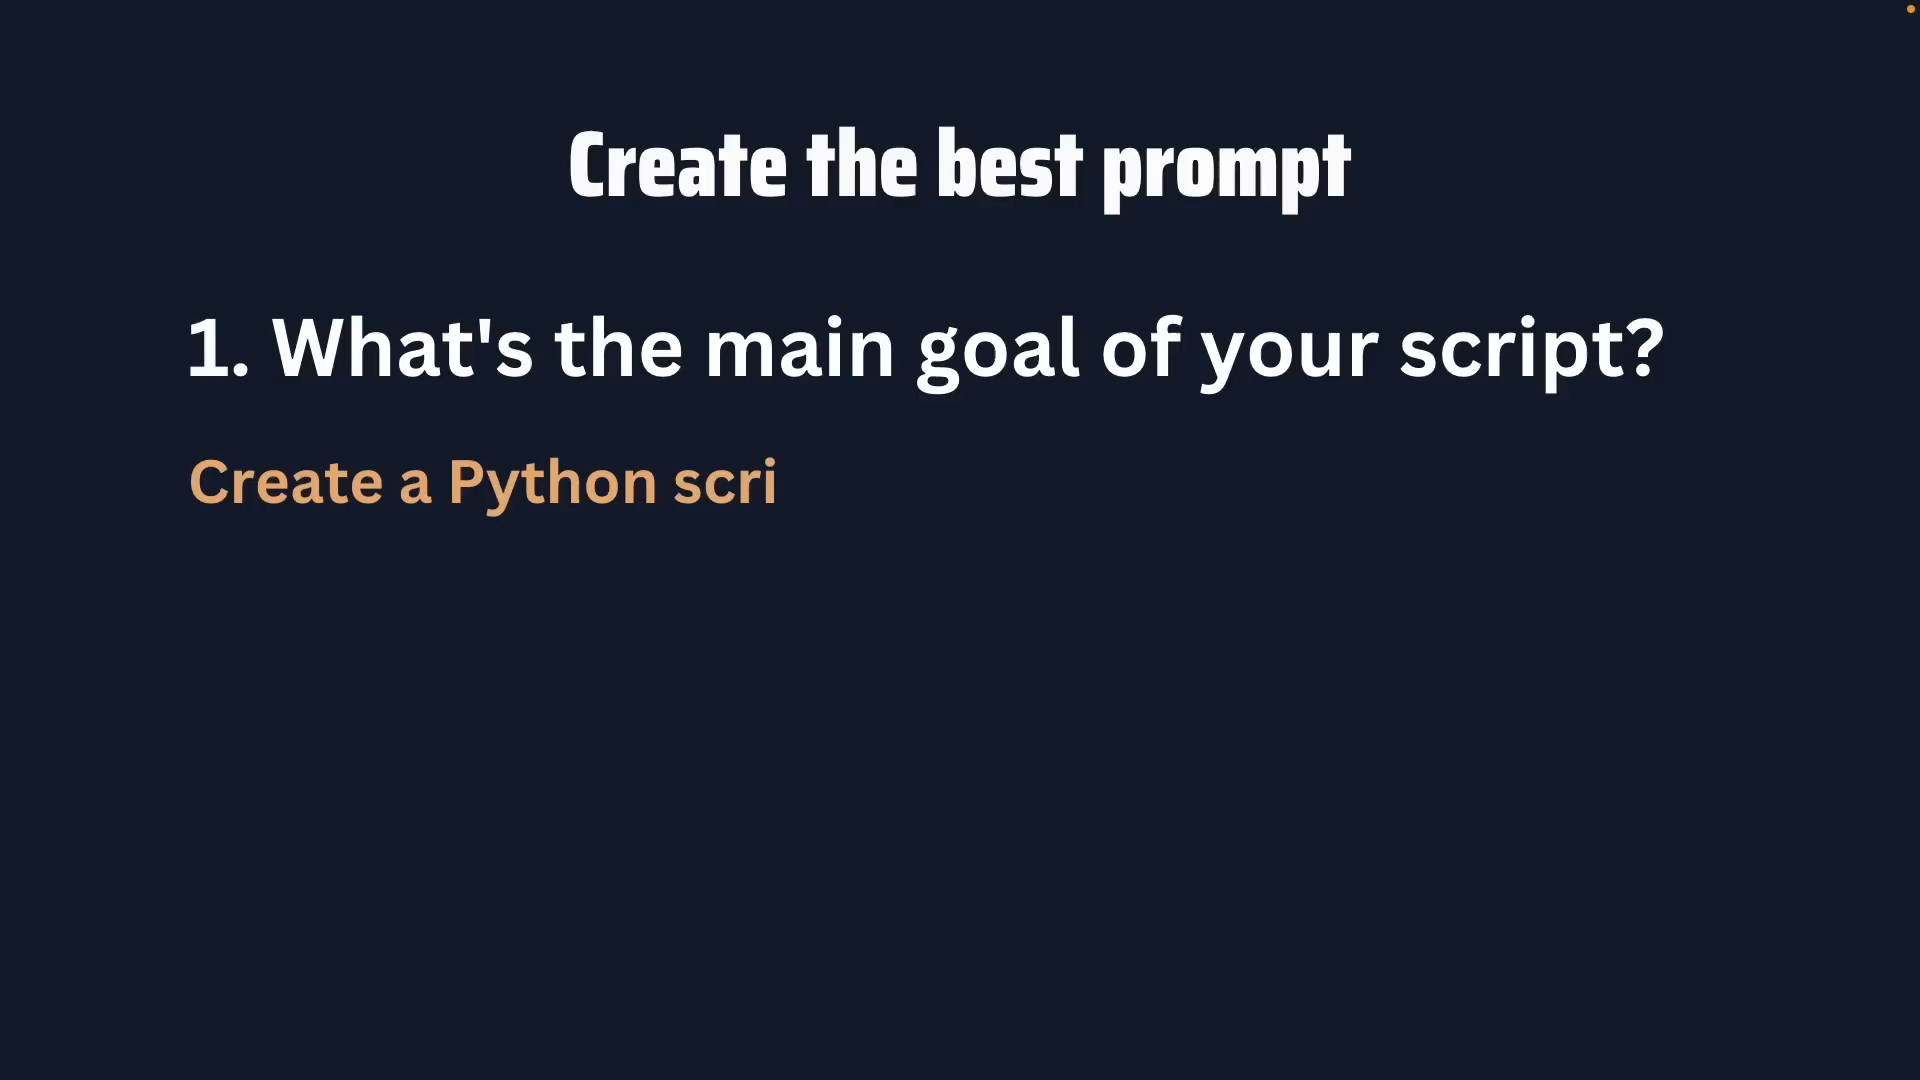 Create the best prompt
1. What's the main goal of your script?
Create a Python scri